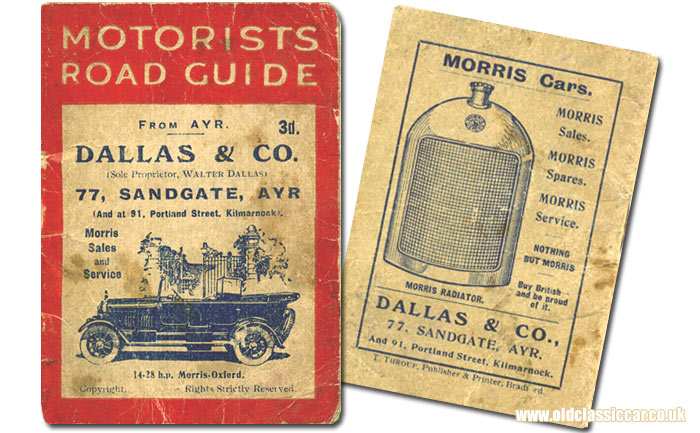 MOTORISTS
ROAD GUIDE
FROM AYR.
3d.
DALLAS & CO.
(Sole Proprietor, WALTER DALLAS)
77, SANDGATE, AYR
(And at 91, Portland Street, Kilmarnock).
Morris
Sales
and
Service
14-28 h.p. Morris-Oxford.
Copyright. Rights Strictly Reserved.
MORRIS Cars.
MORRIS
Sales.
MORRIS
Spares.
MORRIS
Service.
NOTHING
BUT MORRIS
Buy British—
and be proud
of it.
MORRIS RADIATOR.
DALLAS & CO.,
77, SANDGATE, AYR,
And 91, Portland Street, Kilmarnock.
T. THROUP, Publisher & Printer, Bradford.
www.oldclassiccar.co.uk